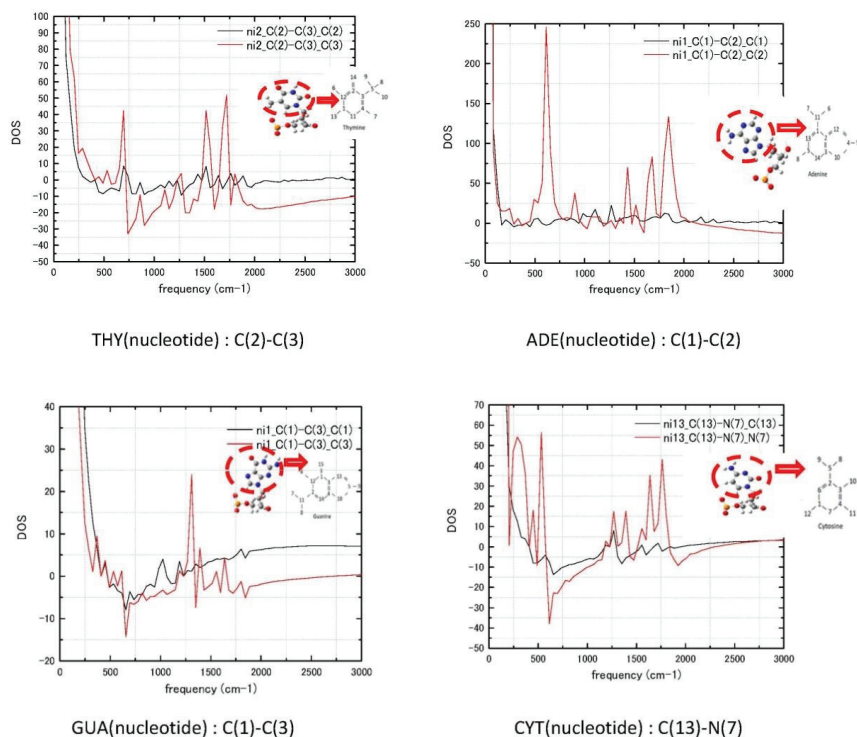 100
90
80
70
60
50
40
30
20
10
0
-10
-20
-30
-40
-50
DOS
0 500 1000 1500 2000 2500 3000
frequency (cm-1)
ni2_C(2)-C(3)_C(2)
ni2_C(2)-C(3)_C(3)
Thymine
THY(nucleotide) : C(2)-C(3)
250
200
150
100
50
0
-50
DOS
0 500 1000 1500 2000 2500 3000
frequency (cm-1)
ni1_C(1)-C(2)_C(1)
ni1_C(1)-C(2)_C(2)
Adenine
ADE(nucleotide) : C(1)-C(2)
40
30
20
10
0
-10
-20
DOS
0 500 1000 1500 2000 2500 3000
frequency (cm-1)
ni1_C(1)-C(3)_C(1)
ni1_C(1)-C(3)_C(3)
Guanine
GUA(nucleotide) : C(1)-C(3)
70
60
50
40
30
20
10
0
-10
-20
-30
-40
-50
DOS
0 500 1000 1500 2000 2500 3000
frequency (cm-1)
ni13_C(13)-N(7)_C(13)
ni13_C(13)-N(7)_N(7)
Cytosine
CYT(nucleotide) : C(13)-N(7)